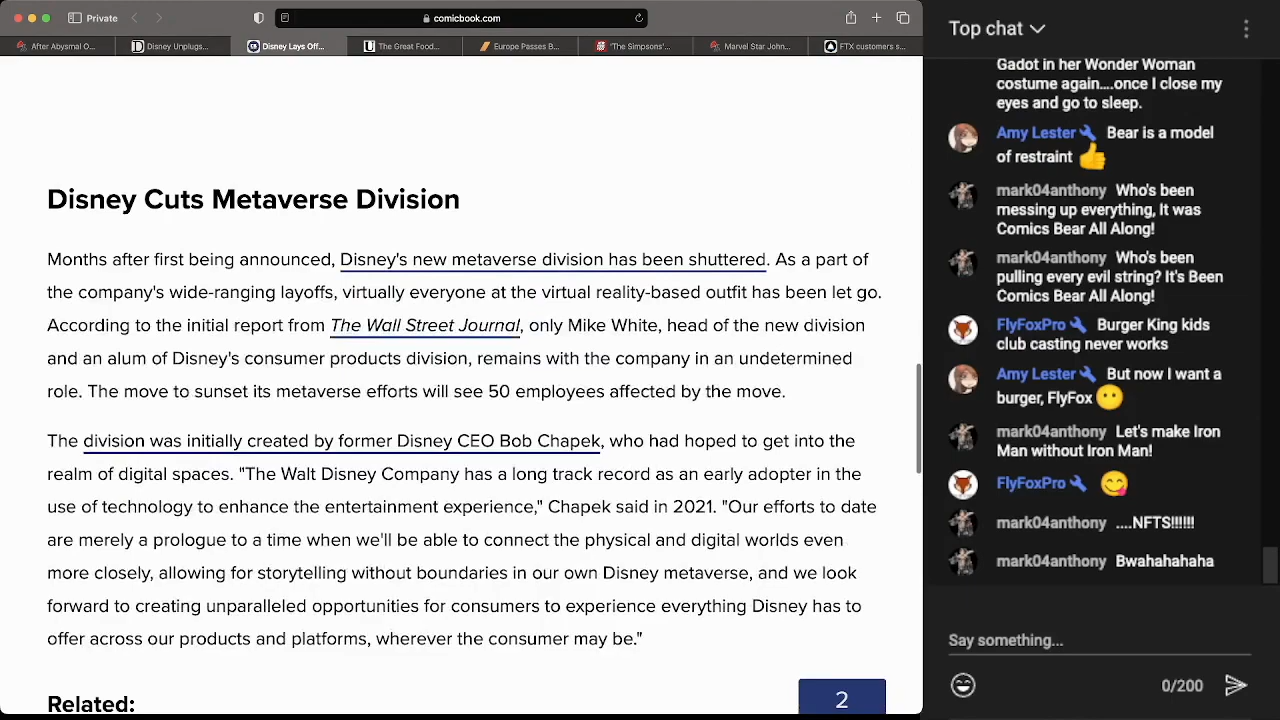 Private
comicbook.com
After Abysmal O...
Disney Unplugs...
Disney Lays Off...
The Great Food...
Europe Passes B...
'The Simpsons'...
Marvel Star John...
FTX customers s...
Disney Cuts Metaverse Division
Months after first being announced, Disney's new metaverse division has been shuttered. As a part of
the company's wide-ranging layoffs, virtually everyone at the virtual reality-based outfit has been let go.
According to the initial report from The Wall Street Journal, only Mike White, head of the new division
and an alum of Disney's consumer products division, remains with the company in an undetermined
role. The move to sunset its metaverse efforts will see 50 employees affected by the move.
The division was initially created by former Disney CEO Bob Chapek, who had hoped to get into the
realm of digital spaces. "The Walt Disney Company has a long track record as an early adopter in the
use of technology to enhance the entertainment experience," Chapek said in 2021. "Our efforts to date
are merely a prologue to a time when we'll be able to connect the physical and digital worlds even
more closely, allowing for storytelling without boundaries in our own Disney metaverse, and we look
forward to creating unparalleled opportunities for consumers to experience everything Disney has to
offer across our products and platforms, wherever the consumer may be."
Related:
2
Top chat
Gadot in her Wonder Woman
costume again....once I close my
eyes and go to sleep.
Amy Lester Bear is a model
of restraint 👍
mark04anthony Who's been
messing up everything, It was
Comics Bear All Along!
mark04anthony Who's been
pulling every evil string? It's Been
Comics Bear All Along!
FlyFoxPro Burger King kids
club casting never works
Amy Lester But now I want a
burger, FlyFox 😶
mark04anthony Let's make Iron
Man without Iron Man!
FlyFoxPro 😋
mark04anthony ....NFTS!!!!!!
mark04anthony Bwahahahaha
Say something...
0/200